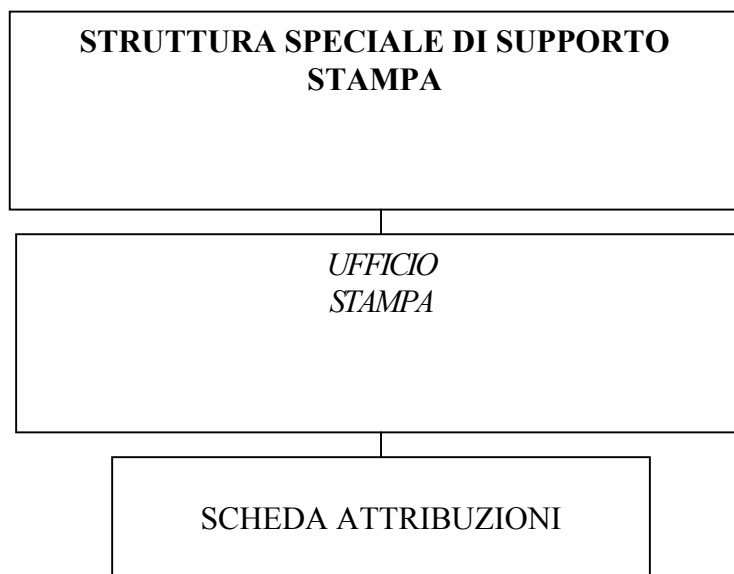 STRUTTURA SPECIALE DI SUPPORTO
STAMPA
UFFICIO
STAMPA
SCHEDA ATTRIBUZIONI